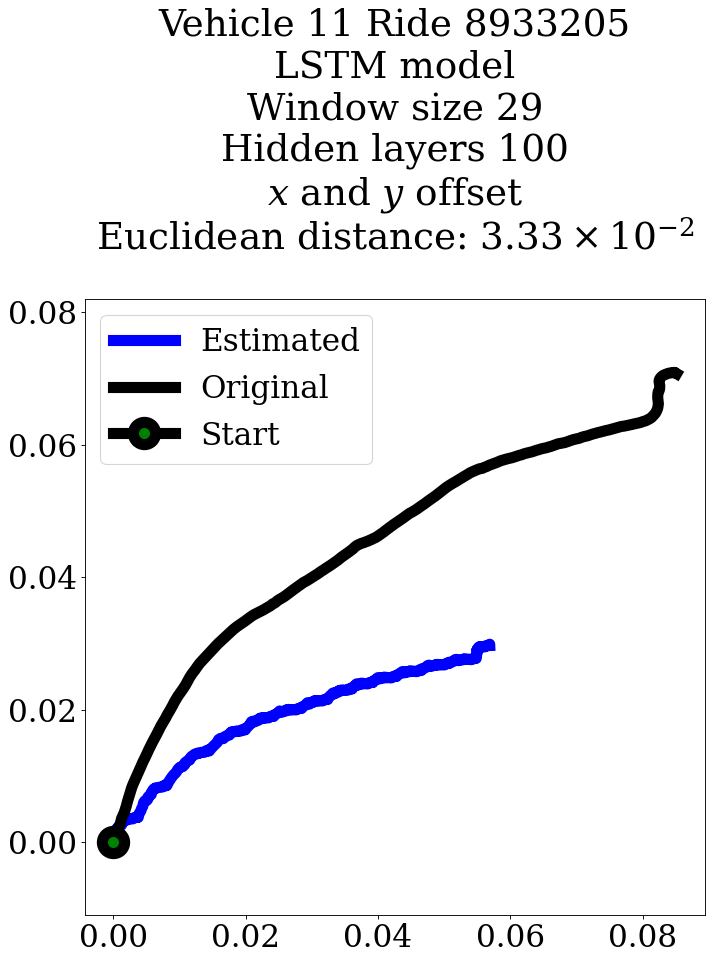 Vehicle 11 Ride 8933205
LSTM model
Window size 29
Hidden layers 100
x and y offset
Euclidean distance: 3.33 × 10⁻²
0.08
Estimated
Original
Start
0.06
0.04
0.02
0.00
0.00 0.02 0.04 0.06 0.08